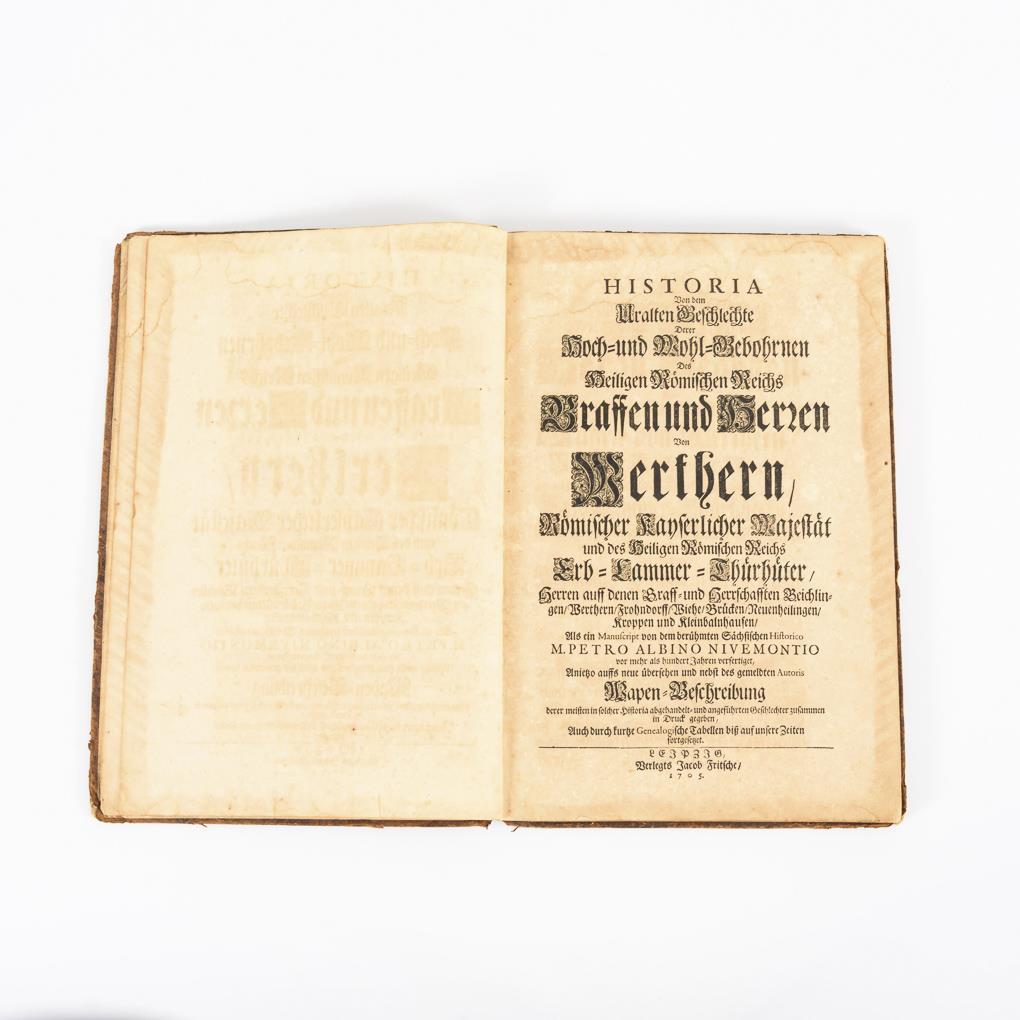 HISTORIA
Von dem
Uralten Geschlechte
Derer
Hoch-und Wohl-Gebohrnen
Des
Heiligen Römischen Reichs
Graffen und Herren
Von
Werthern/
Römischer Kayserlicher Majestät
und des Heiligen Römischen Reichs
Erb-Cammer-Thürhüter/
Herren auff denen Graff-und Herrschafften Beichlin-
gen/Werthern/Frohndorff/Wiehe/Brücken/Neuenheilingen/
Kroppen und Kleinbalnhausen/
Als ein Manuscript von dem berühmten Sächsischen Historico
M. PETRO ALBINO NIVEMONTIO
vor mehr als hundert Jahren verfertiget,
Anietzo auffs neue übersehen und nebst des gemeldten Autoris
Wapen-Beschreibung
derer meisten in solcher Historia abgehandelt-und angeführten Geschlechter zusammen
in Druck gegeben/
Auch durch kurtze Genealogische Tabellen biß auf unsere Zeiten
fortgesetzet.
LEIPZIG,
Verlegts Jacob Fritsche/
1705.